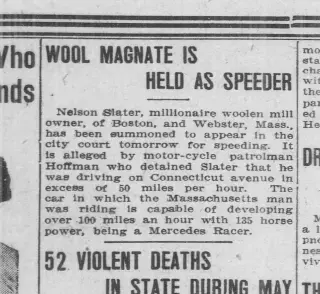 Who
nds
WOOL MAGNATE IS
HELD AS SPEEDER
Nelson Slater, millionaire woolen mill
owner, of Boston, and Webster, Mass.,
has been summoned to appear in the
city court tomorrow for speeding. It
is alleged by motor-cycle patrolman
Hoffman who detained Slater that he
was driving on Connecticut avenue in
excess of 50 miles per hour. The
car in which the Massachusetts man
was riding is capable of developing
over 100 miles an hour with 135 horse
power, being a Mercedes Racer.
52 VIOLENT DEATHS
IN STATE DURING MAY